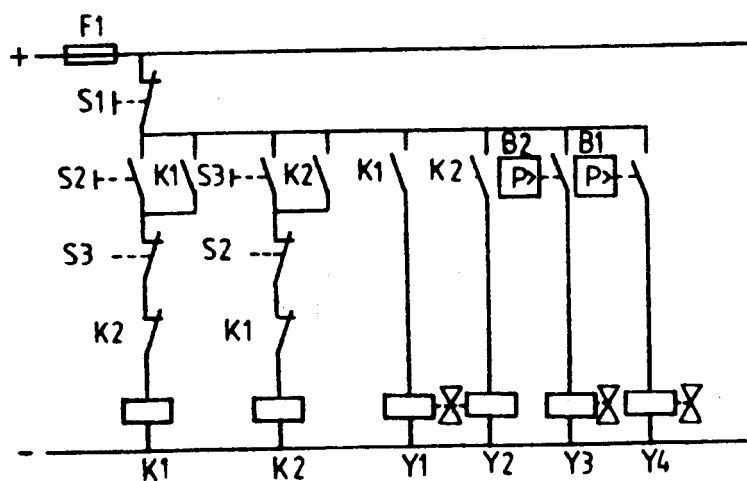 F1
+
S1
B2 B1
S2 K1 S3 K2 K1 K2 P> P>
S3 S2
K2 K1
-
K1 K2 Y1 Y2 Y3 Y4